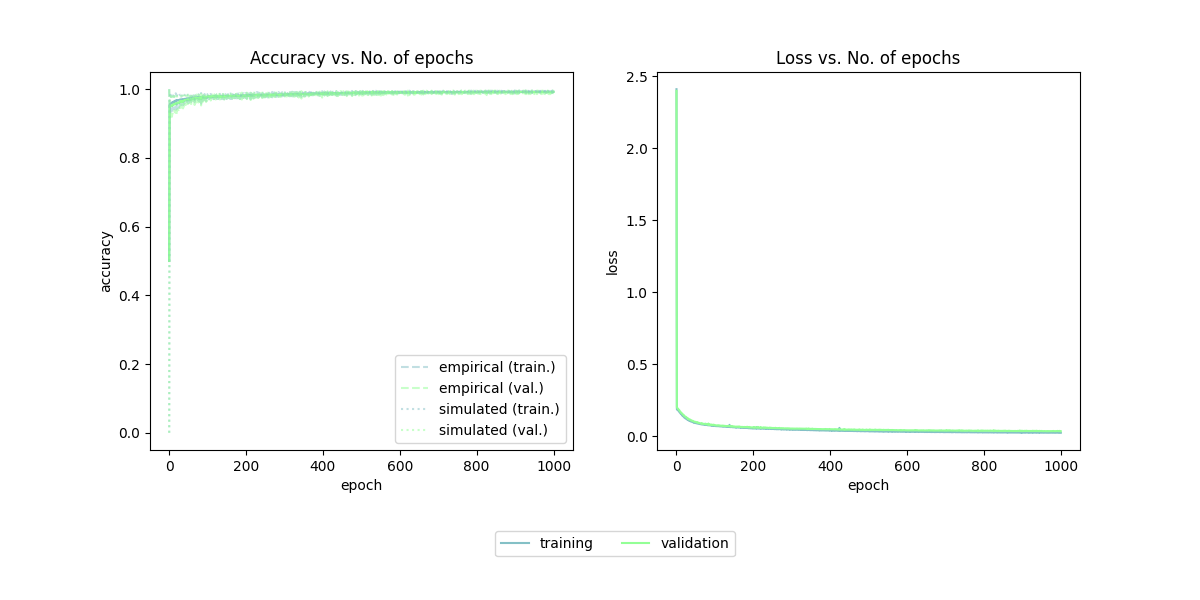 Accuracy vs. No. of epochs
1.0
0.8
0.6
0.4
0.2
0.0
accuracy
0 200 400 600 800 1000
epoch
empirical (train.)
empirical (val.)
simulated (train.)
simulated (val.)
Loss vs. No. of epochs
2.5
2.0
1.5
1.0
0.5
0.0
loss
0 200 400 600 800 1000
epoch
training validation